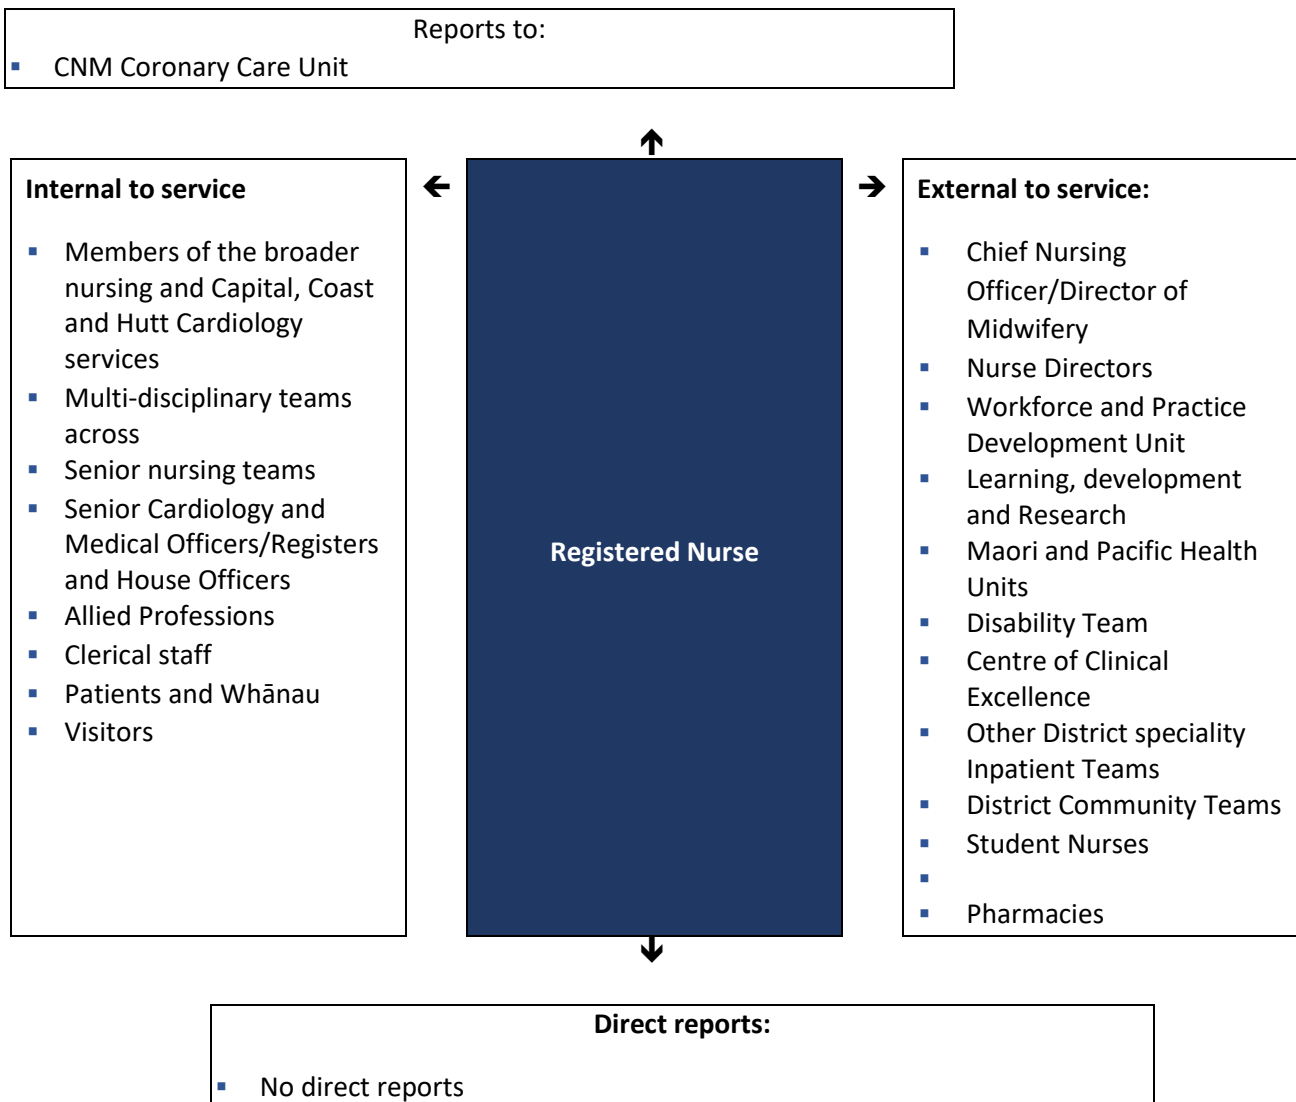 Reports to:
▪ CNM Coronary Care Unit
Internal to service
▪ Members of the broader
nursing and Capital, Coast
and Hutt Cardiology
services
▪ Multi-disciplinary teams
across
▪ Senior nursing teams
▪ Senior Cardiology and
Medical Officers/Registers
and House Officers
▪ Allied Professions
▪ Clerical staff
▪ Patients and Whānau
▪ Visitors
Registered Nurse
External to service:
▪ Chief Nursing
Officer/Director of
Midwifery
▪ Nurse Directors
▪ Workforce and Practice
Development Unit
▪ Learning, development
and Research
▪ Maori and Pacific Health
Units
▪ Disability Team
▪ Centre of Clinical
Excellence
▪ Other District speciality
Inpatient Teams
▪ District Community Teams
▪ Student Nurses
▪
▪ Pharmacies
Direct reports:
▪ No direct reports